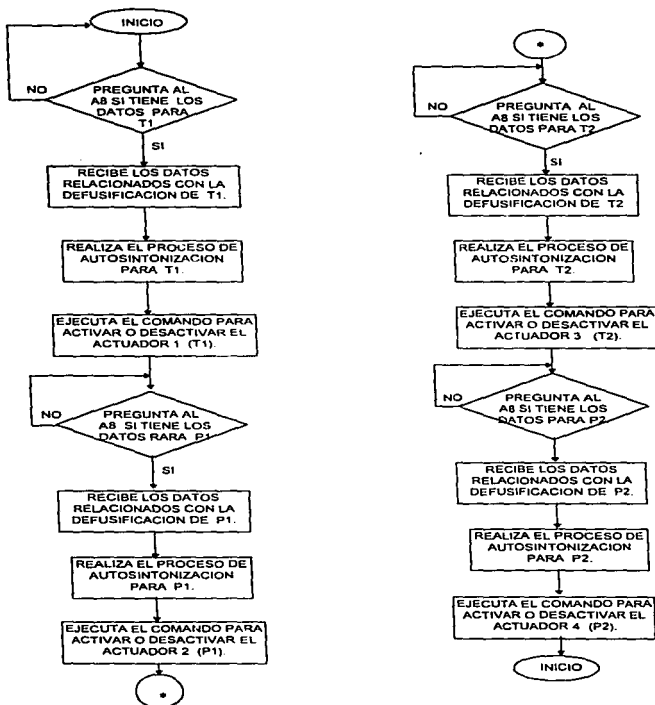 INICIO
NO
PREGUNTA AL
A8 SI TIENE LOS
DATOS PARA
T1
SI
RECIBE LOS DATOS
RELACIONADOS CON LA
DEFUSIFICACION DE T1.
REALIZA EL PROCESO DE
AUTOSINTONIZACION
PARA T1.
EJECUTA EL COMANDO PARA
ACTIVAR O DESACTIVAR EL
ACTUADOR 1 (T1).
NO
PREGUNTA AL
A8 SI TIENE LOS
DATOS RARA P1
SI
RECIBE LOS DATOS
RELACIONADOS CON LA
DEFUSIFICACION DE P1.
REALIZA EL PROCESO DE
AUTOSINTONIZACION
PARA P1.
EJECUTA EL COMANDO PARA
ACTIVAR O DESACTIVAR EL
ACTUADOR 2 (P1).
*
*
NO
PREGUNTA AL
A8 SI TIENE LOS
DATOS PARA T2
SI
RECIBE LOS DATOS
RELACIONADOS CON LA
DEFUSIFICACION DE T2
REALIZA EL PROCESO DE
AUTOSINTONIZACION
PARA T2.
EJECUTA EL COMANDO PARA
ACTIVAR O DESACTIVAR EL
ACTUADOR 3 (T2).
NO
PREGUNTA AL
A8 SI TIENE LOS
DATOS PARA P2
SI
RECIBE LOS DATOS
RELACIONADOS CON LA
DEFUSIFICACION DE P2.
REALIZA EL PROCESO DE
AUTOSINTONIZACION
PARA P2.
EJECUTA EL COMANDO PARA
ACTIVAR O DESACTIVAR EL
ACTUADOR 4 (P2).
INICIO